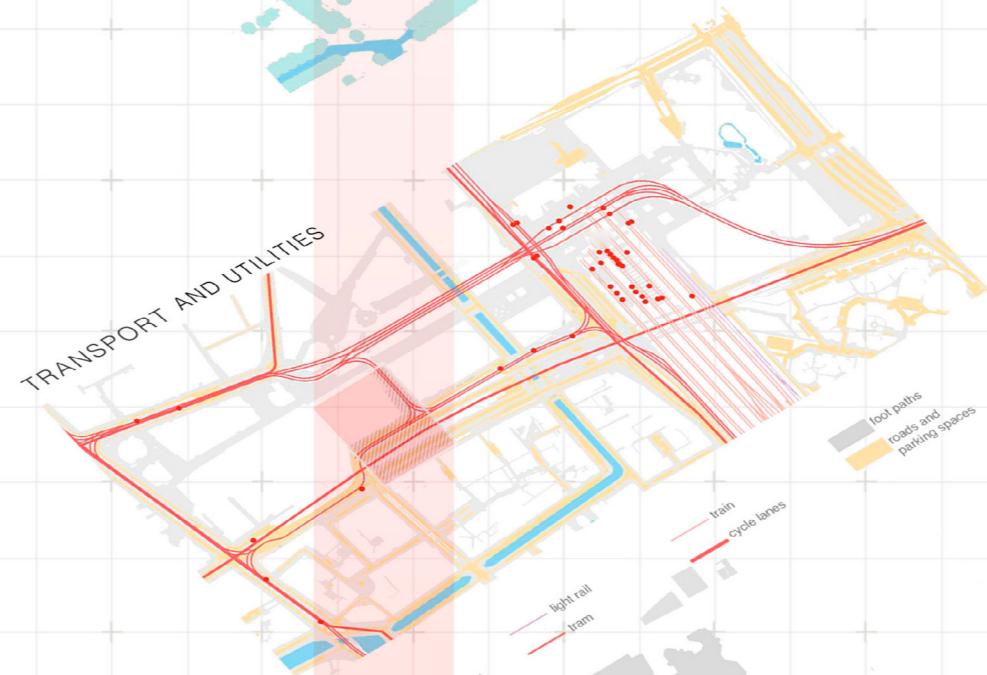 TRANSPORT AND UTILITIES
foot paths
roads and
parking spaces
train
cycle lanes
light rail
tram